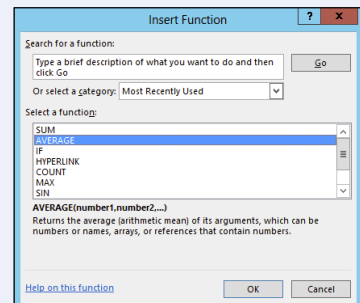 Insert Function
? X
Search for a function:
Type a brief description of what you want to do and then
click Go
Go
Or select a category: Most Recently Used
Select a function:
SUM
AVERAGE
IF
HYPERLINK
COUNT
MAX
SIN
AVERAGE(number1,number2,...)
Returns the average (arithmetic mean) of its arguments, which can be
numbers or names, arrays, or references that contain numbers.
Help on this function
OK
Cancel